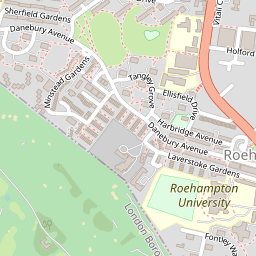 Sherfield Gardens
Danebury Avenue
Minstead Gardens
Tangley
Grove
Ellisfield Drive
Holford
Harbridge Avenue
Danebury Avenue
Laverstoke Gardens
Roeh
Roehampton
University
London Boro
Fontley Wa